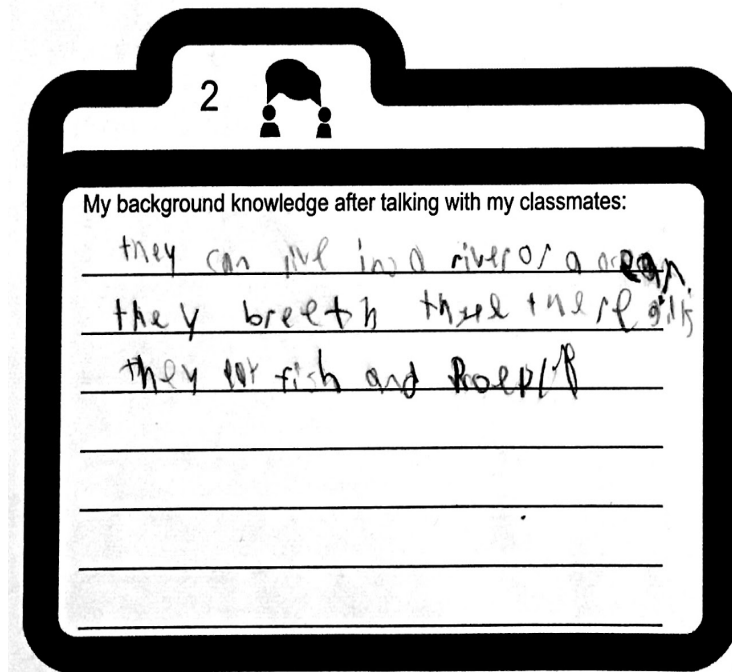 2
My background knowledge after talking with my classmates:
they can live in a river or a ocean.
they breeth there gills
they eat fish and